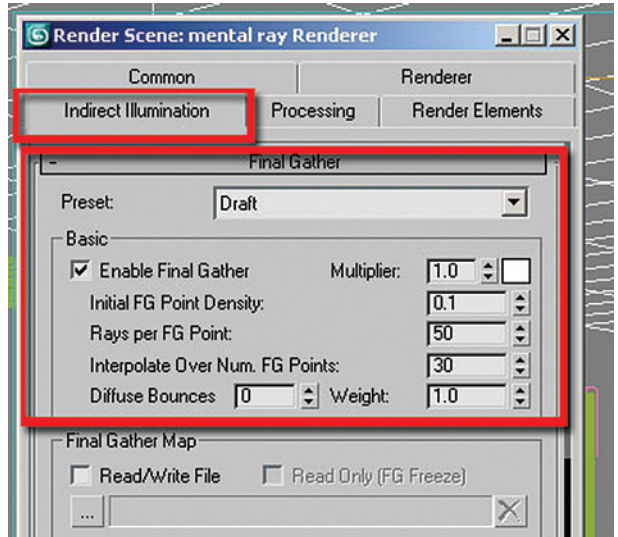 Render Scene: mental ray Renderer
Common Renderer
Indirect Illumination Processing Render Elements
- Final Gather
Preset: Draft
Basic
Enable Final Gather Multiplier: 1.0
Initial FG Point Density: 0.1
Rays per FG Point: 50
Interpolate Over Num. FG Points: 30
Diffuse Bounces 0 Weight: 1.0
Final Gather Map
Read/Write File Read Only (FG Freeze)
...